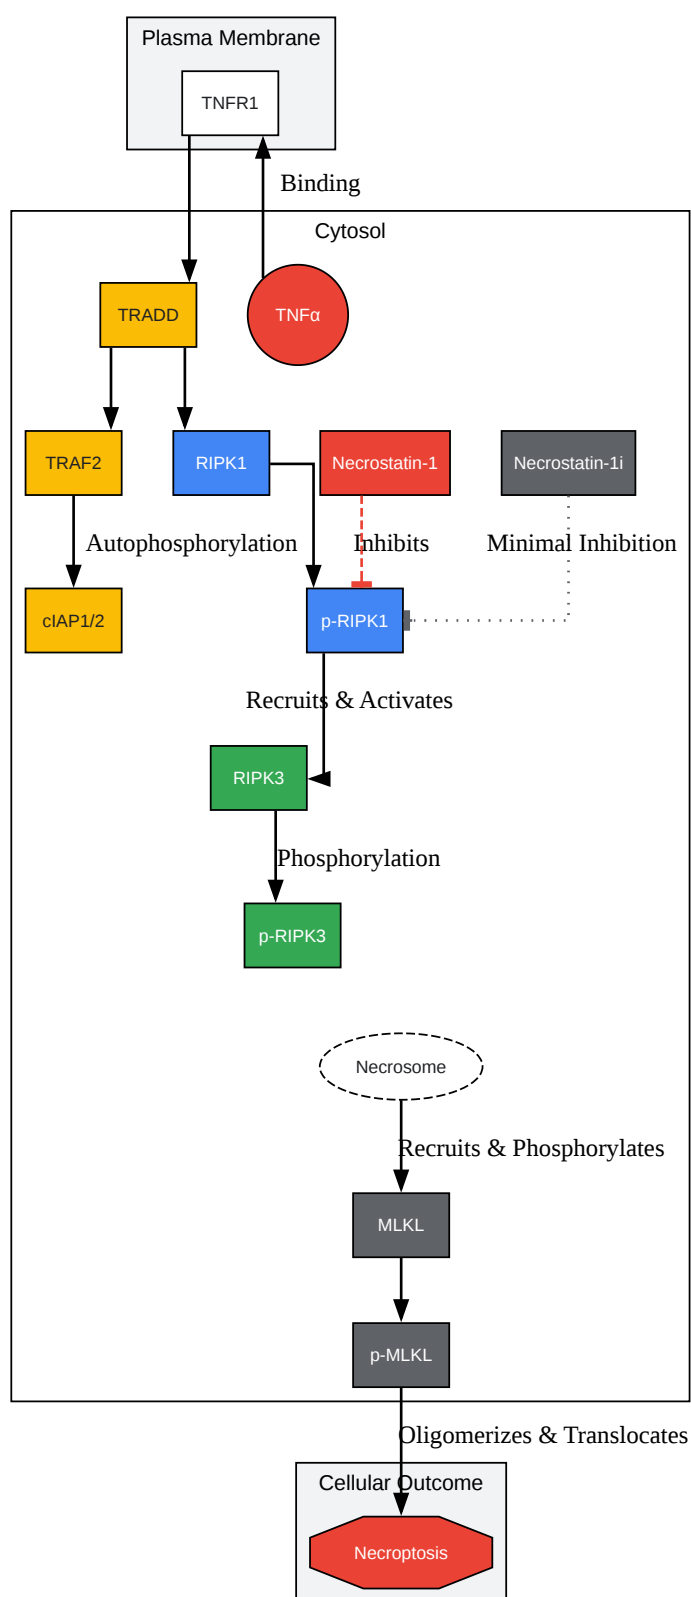 Plasma Membrane
TNFR1
Binding
Cytosol
TRADD
TNFα
TRAF2
RIPK1
Necrostatin-1
Necrostatin-1i
Autophosphorylation
Inhibits
Minimal Inhibition
cIAP1/2
p-RIPK1
Recruits & Activates
RIPK3
Phosphorylation
p-RIPK3
Necrosome
Recruits & Phosphorylates
MLKL
p-MLKL
Oligomerizes & Translocates
Cellular Outcome
Necroptosis